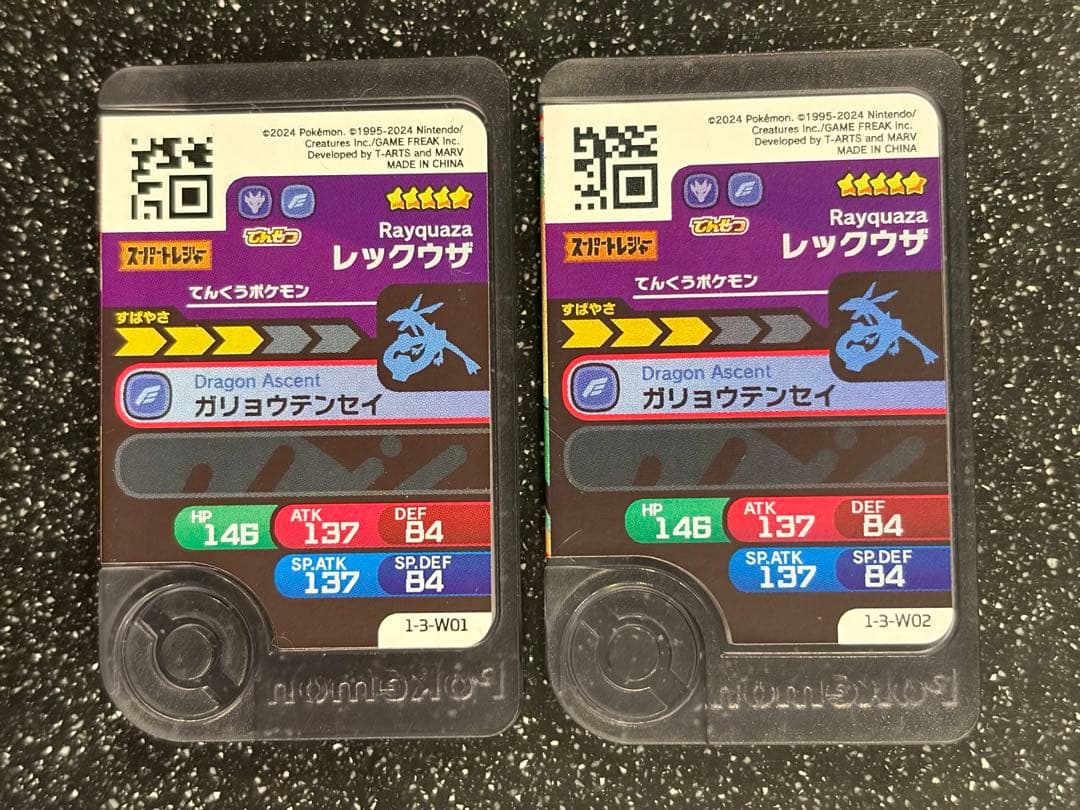 ©2024 Pokémon. ©1995-2024 Nintendo/
Creatures Inc./GAME FREAK Inc.
Developed by T-ARTS and MARV
MADE IN CHINA
でんせつ
Rayquaza
スーパートレジャー
レックウザ
てんくうポケモン
すばやさ
Dragon Ascent
ガリョウテンセイ
HP
146
ATK
137
DEF
84
SP.ATK
137
SP.DEF
84
1-3-W01
Pokémon
©2024 Pokémon. ©1995-2024 Nintendo/
Creatures Inc./GAME FREAK Inc.
Developed by T-ARTS and MARV
MADE IN CHINA
でんせつ
Rayquaza
スーパートレジャー
レックウザ
てんくうポケモン
すばやさ
Dragon Ascent
ガリョウテンセイ
HP
146
ATK
137
DEF
84
SP.ATK
137
SP.DEF
84
1-3-W02
Pokémon